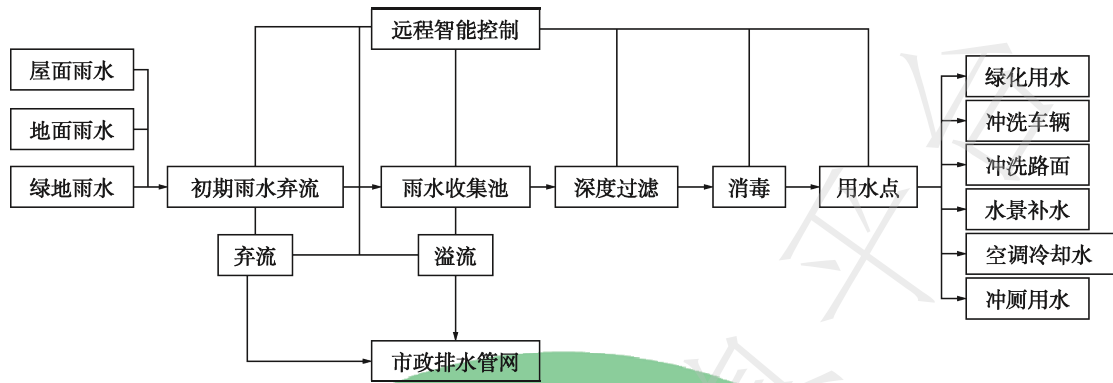 远程智能控制
屋面雨水
地面雨水
绿地雨水
初期雨水弃流
雨水收集池
深度过滤
消毒
用水点
绿化用水
冲洗车辆
冲洗路面
水景补水
空调冷却水
冲厕用水
弃流
溢流
市政排水管网
平台